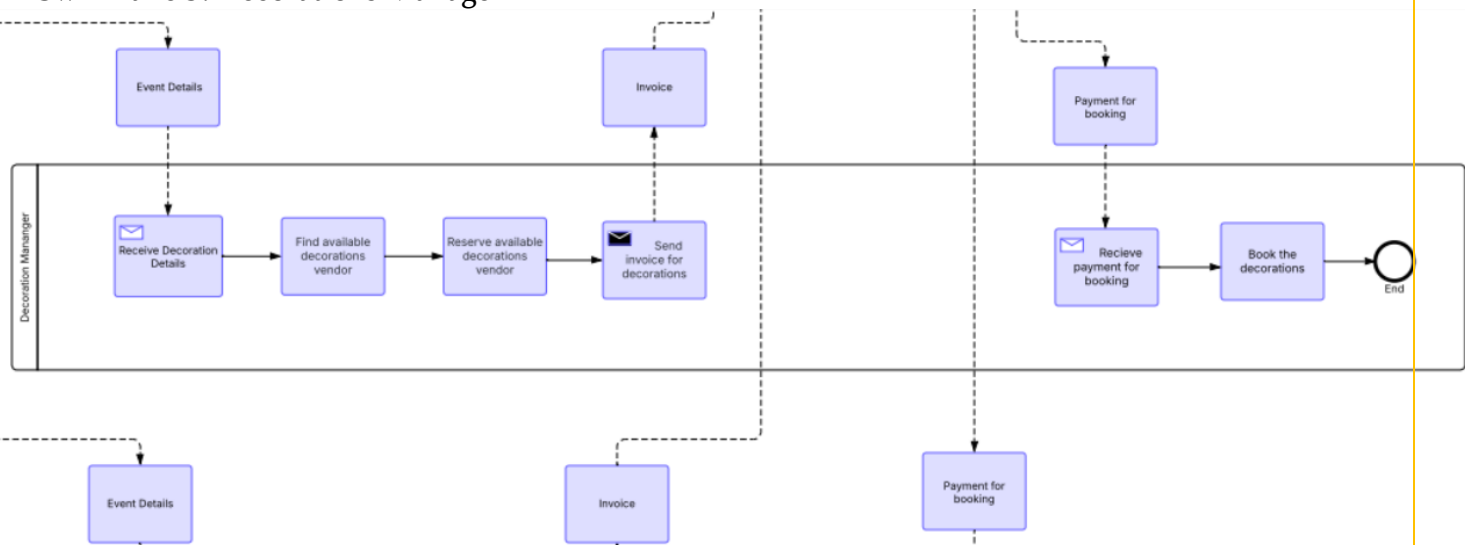 Event Details
Invoice
Payment for
booking
Decoration Mananger
Receive Decoration
Details
Find available
decorations
vendor
Reserve available
decorations
vendor
Send
invoice for
decorations
Recieve
payment for
booking
Book the
decorations
End
Event Details
Invoice
Payment for
booking